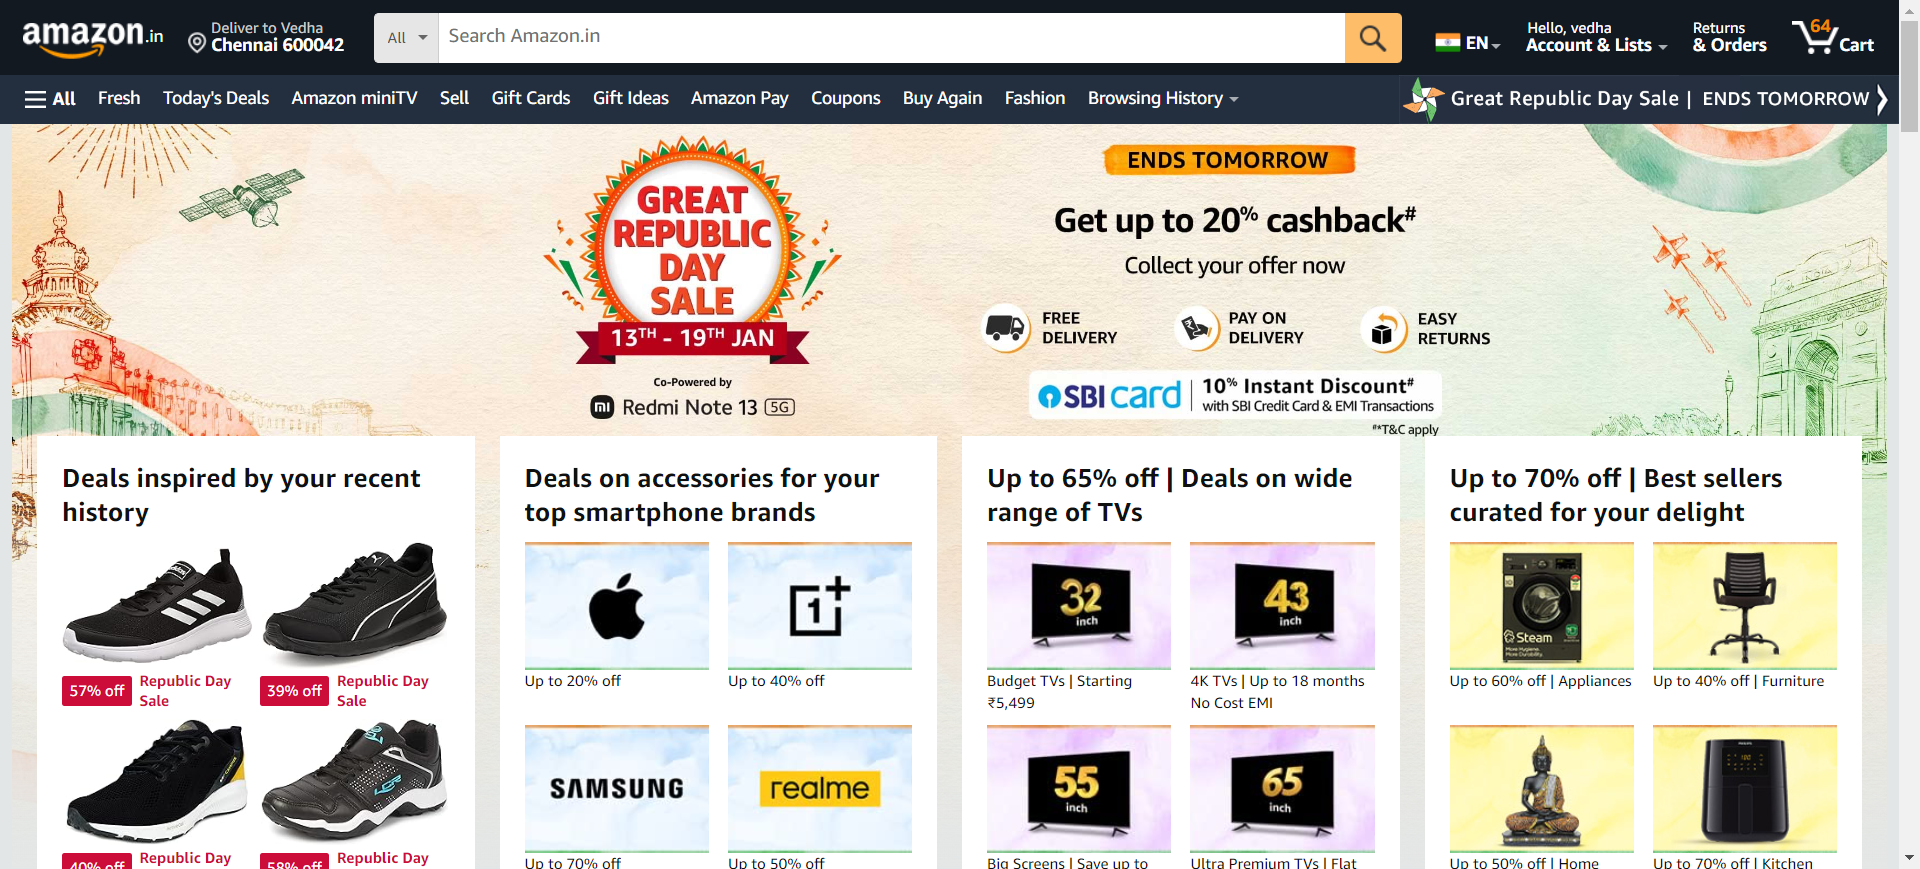 amazon.in
Deliver to Vedha
Chennai 600042
All
Search Amazon.in
EN
Hello, vedha
Account & Lists
Returns
& Orders
64
Cart
All
Fresh
Today's Deals
Amazon miniTV
Sell
Gift Cards
Gift Ideas
Amazon Pay
Coupons
Buy Again
Fashion
Browsing History
Great Republic Day Sale | ENDS TOMORROW
GREAT
REPUBLIC
DAY
SALE
13TH - 19TH JAN
Co-Powered by
mi Redmi Note 13 5G
ENDS TOMORROW
Get up to 20% cashback#
Collect your offer now
FREE
DELIVERY
PAY ON
DELIVERY
EASY
RETURNS
SBI card
10% Instant Discount#
with SBI Credit Card & EMI Transactions
#*T&C apply
INDIA
Deals inspired by your recent
history
57% off
Republic Day
Sale
39% off
Republic Day
Sale
40% off
Republic Day
58% off
Republic Day
Deals on accessories for your
top smartphone brands
Up to 20% off
1+
Up to 40% off
SAMSUNG
Up to 70% off
realme
Up to 50% off
Up to 65% off | Deals on wide
range of TVs
32
inch
Budget TVs | Starting
₹5,499
43
inch
4K TVs | Up to 18 months
No Cost EMI
55
inch
Big Screens | Save up to
65
inch
Ultra Premium TVs | Flat
Up to 70% off | Best sellers
curated for your delight
Steam
More Hygiene.
More Durability.
Up to 60% off | Appliances
Up to 40% off | Furniture
Up to 50% off | Home
PHILIPS
Up to 70% off | Kitchen